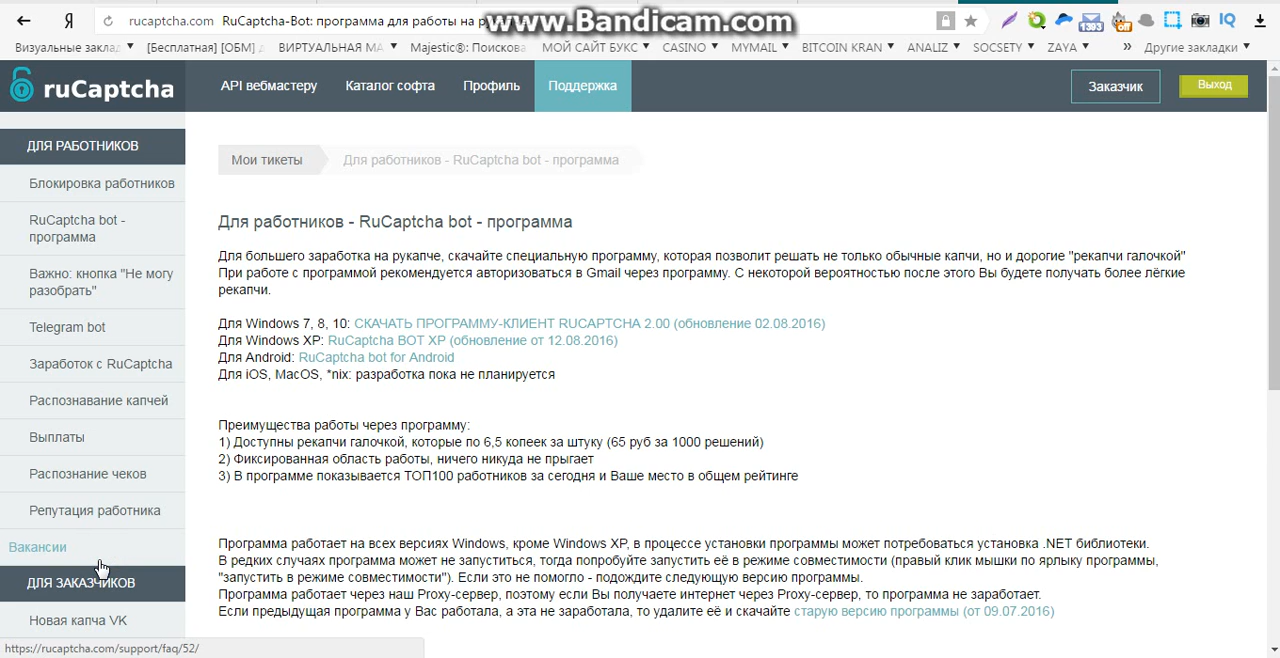 www.Bandicam.com
Я rucaptcha.com RuCaptcha-Bot: программа для работы на
Визуальные заклад [Бесплатная] [ОБМ] ВИРТУАЛЬНАЯ МА Majestic®: Поискова МОЙ САЙТ БУКС CASINO MYMAIL BITCOIN KRAN ANALIZ SOCSETY ZAYA » Другие закладки
ruCaptcha API вебмастеру Каталог софта Профиль Поддержка Заказчик Выход
ДЛЯ РАБОТНИКОВ
Блокировка работников
RuCaptcha bot -
программа
Важно: кнопка "Не могу
разобрать"
Telegram bot
Заработок с RuCaptcha
Распознавание капчей
Выплаты
Распознание чеков
Репутация работника
Вакансии
ДЛЯ ЗАКАЗЧИКОВ
Новая капча VK
https://rucaptcha.com/support/faq/52/
Мои тикеты Для работников - RuCaptcha bot - программа
Для работников - RuCaptcha bot - программа
Для большего заработка на рукапче, скачайте специальную программу, которая позволит решать не только обычные капчи, но и дорогие "рекапчи галочкой"
При работе с программой рекомендуется авторизоваться в Gmail через программу. С некоторой вероятностью после этого Вы будете получать более лёгкие
рекапчи.
Для Windows 7, 8, 10: СКАЧАТЬ ПРОГРАММУ-КЛИЕНТ RUCAPTCHA 2.00 (обновление 02.08.2016)
Для Windows XP: RuCaptcha BOT XP (обновление от 12.08.2016)
Для Android: RuCaptcha bot for Android
Для iOS, MacOS, *nix: разработка пока не планируется
Преимущества работы через программу:
1) Доступны рекапчи галочкой, которые по 6,5 копеек за штуку (65 руб за 1000 решений)
2) Фиксированная область работы, ничего никуда не прыгает
3) В программе показывается ТОП100 работников за сегодня и Ваше место в общем рейтинге
Программа работает на всех версиях Windows, кроме Windows XP, в процессе установки программы может потребоваться установка .NET библиотеки.
В редких случаях программа может не запуститься, тогда попробуйте запустить её в режиме совместимости (правый клик мышки по ярлыку программы,
"запустить в режиме совместимости"). Если это не помогло - подождите следующую версию программы.
Программа работает через наш Proxy-сервер, поэтому если Вы получаете интернет через Proxy-сервер, то программа не заработает.
Если предыдущая программа у Вас работала, а эта не заработала, то удалите её и скачайте старую версию программы (от 09.07.2016)